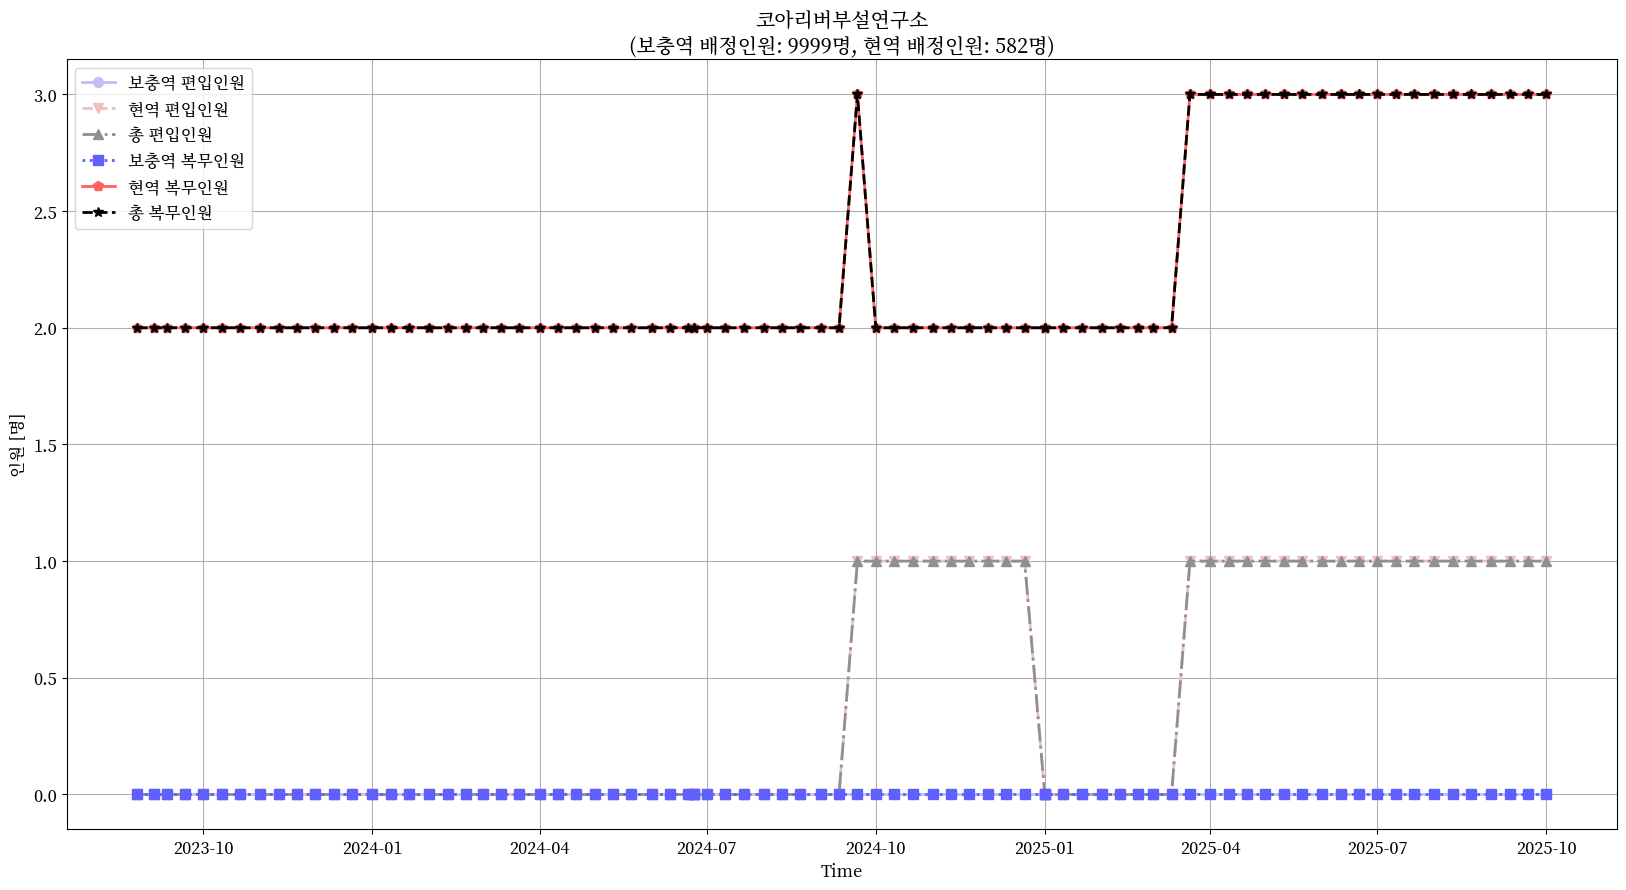 코아리버부설연구소
(보충역 배정인원: 9999명, 현역 배정인원: 582명)
보충역 편입인원
현역 편입인원
총 편입인원
보충역 복무인원
현역 복무인원
총 복무인원
3.0
2.5
2.0
1.5
1.0
0.5
0.0
인원 [명]
2023-10
2024-01
2024-04
2024-07
2024-10
2025-01
2025-04
2025-07
2025-10
Time